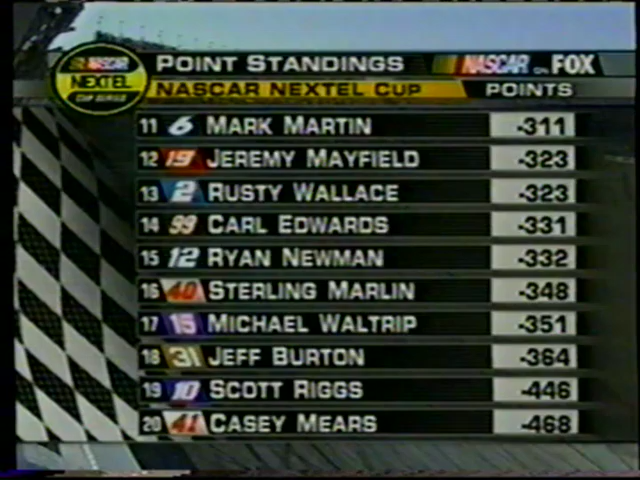 NASCAR NEXTEL CUP SERIES
POINT STANDINGS NASCAR ON FOX
NASCAR NEXTEL CUP POINTS
11 6 MARK MARTIN -311
12 19 JEREMY MAYFIELD -323
13 2 RUSTY WALLACE -323
14 99 CARL EDWARDS -331
15 12 RYAN NEWMAN -332
16 40 STERLING MARLIN -348
17 15 MICHAEL WALTRIP -351
18 31 JEFF BURTON -364
19 10 SCOTT RIGGS -446
20 41 CASEY MEARS -468